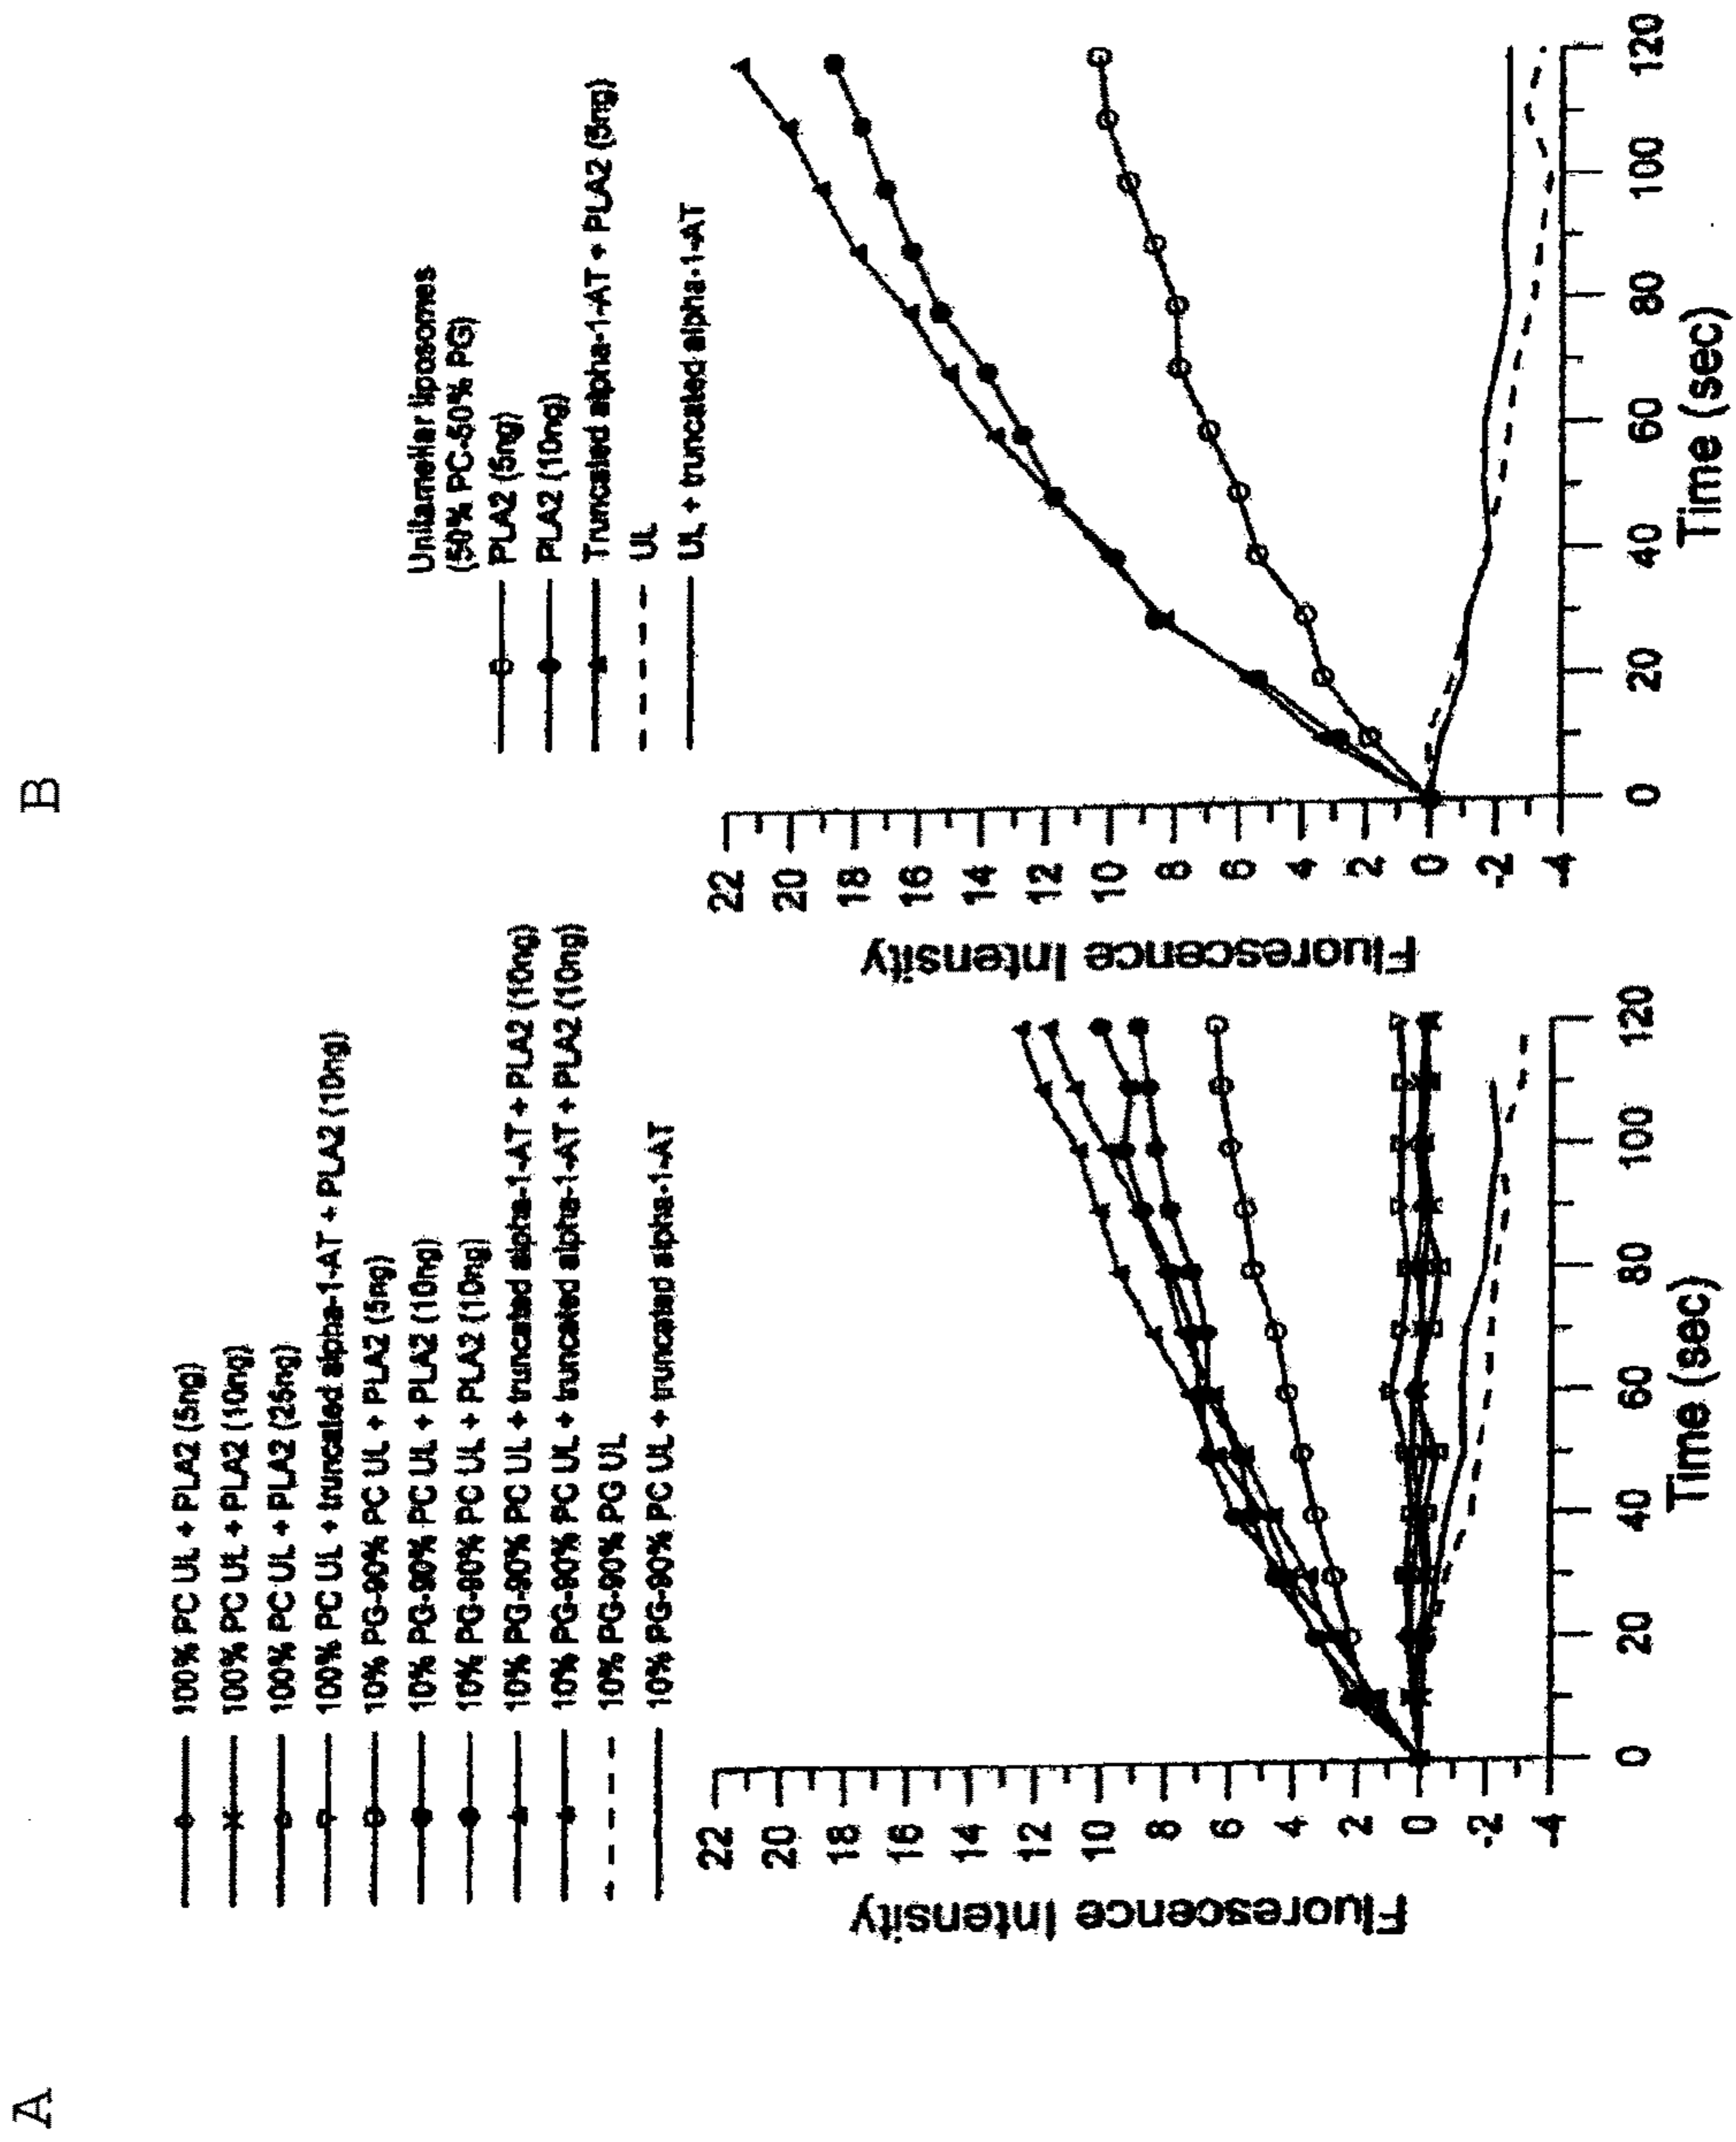 A
100% PC UL + PLA2 (5ng)
100% PC UL + PLA2 (10ng)
100% PC UL + PLA2 (25ng)
100% PC UL + truncated alpha-1-AT + PLA2 (10ng)
10% PG-90% PC UL + PLA2 (5ng)
10% PG-90% PC UL + PLA2 (10ng)
10% PG-90% PC UL + PLA2 (10ng)
10% PG-90% PC UL + truncated alpha-1-AT + PLA2 (10ng)
10% PG-90% PC UL + truncated alpha-1-AT + PLA2 (10ng)
10% PG-90% PG UL
10% PG-90% PC UL + truncated alpha-1-AT
Fluorescence Intensity
22
20
18
16
14
12
10
8
6
4
2
0
-2
-4
0 20 40 60 80 100 120
Time (sec)
B
Unilamellar liposomes
(50% PC-50% PG)
PLA2 (5ng)
PLA2 (10ng)
Truncated alpha-1-AT + PLA2 (5ng)
UL
UL + truncated alpha-1-AT
Fluorescence Intensity
22
20
18
16
14
12
10
8
6
4
2
0
-2
-4
0 20 40 60 80 100 120
Time (sec)